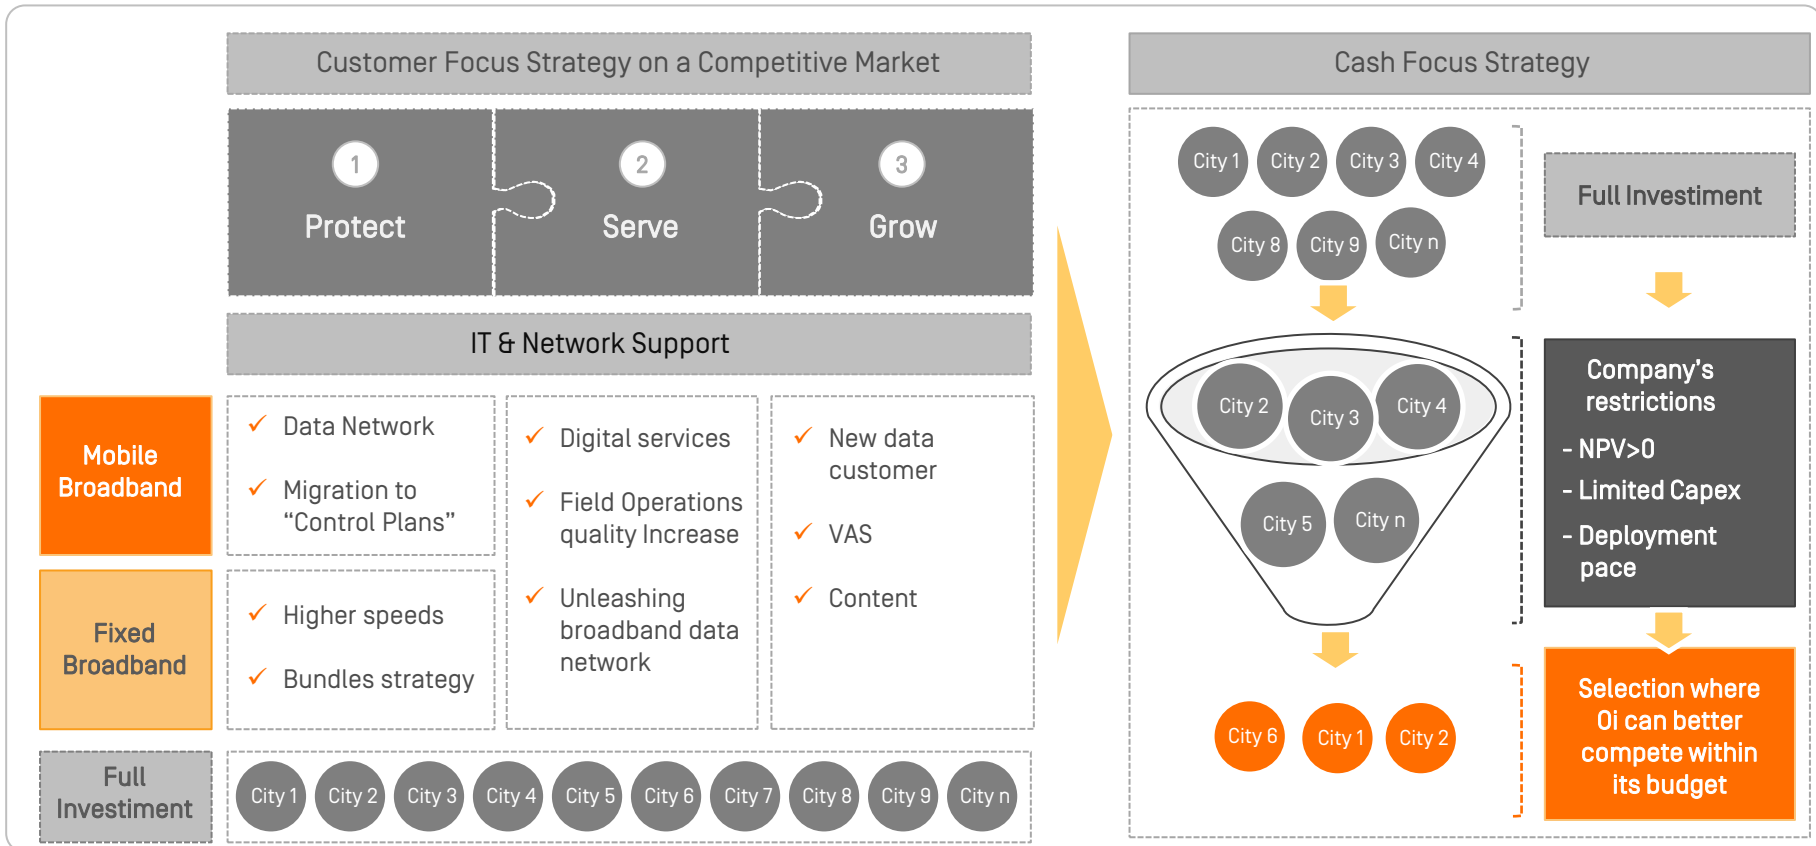 Customer Focus Strategy on a Competitive Market
1
Protect
2
Serve
3
Grow
IT & Network Support
Mobile
Broadband
Data Network
Migration to
“Control Plans”
Fixed
Broadband
Higher speeds
Bundles strategy
Digital services
Field Operations
quality Increase
Unleashing
broadband data
network
New data
customer
VAS
Content
Full
Investiment
City 1 City 2 City 3 City 4 City 5 City 6 City 7 City 8 City 9 City n
Cash Focus Strategy
City 1 City 2 City 3 City 4
City 8 City 9 City n
Full Investiment
City 2 City 3 City 4
City 5 City n
Company's
restrictions
- NPV>0
- Limited Capex
- Deployment
pace
City 6 City 1 City 2
Selection where
Oi can better
compete within
its budget